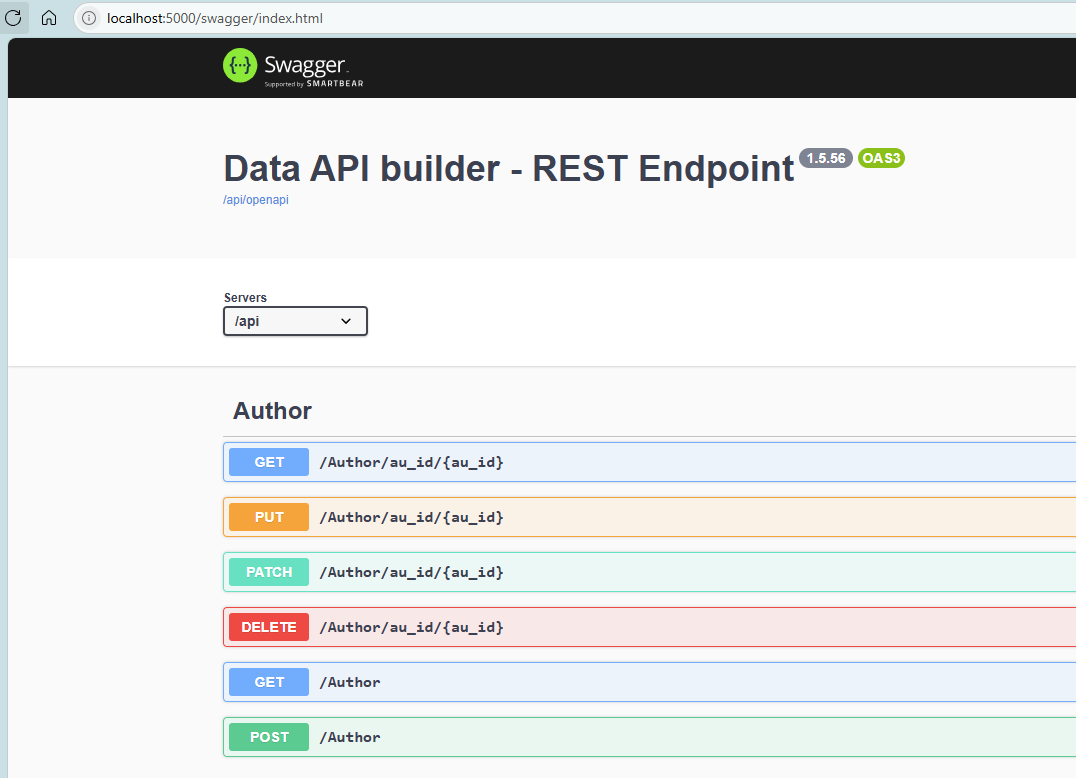 localhost:5000/swagger/index.html
{···} Swagger
Supported by SMARTBEAR
Data API builder - REST Endpoint 1.5.56 OAS3
/api/openapi
Servers
/api
Author
GET /Author/au_id/{au_id}
PUT /Author/au_id/{au_id}
PATCH /Author/au_id/{au_id}
DELETE /Author/au_id/{au_id}
GET /Author
POST /Author